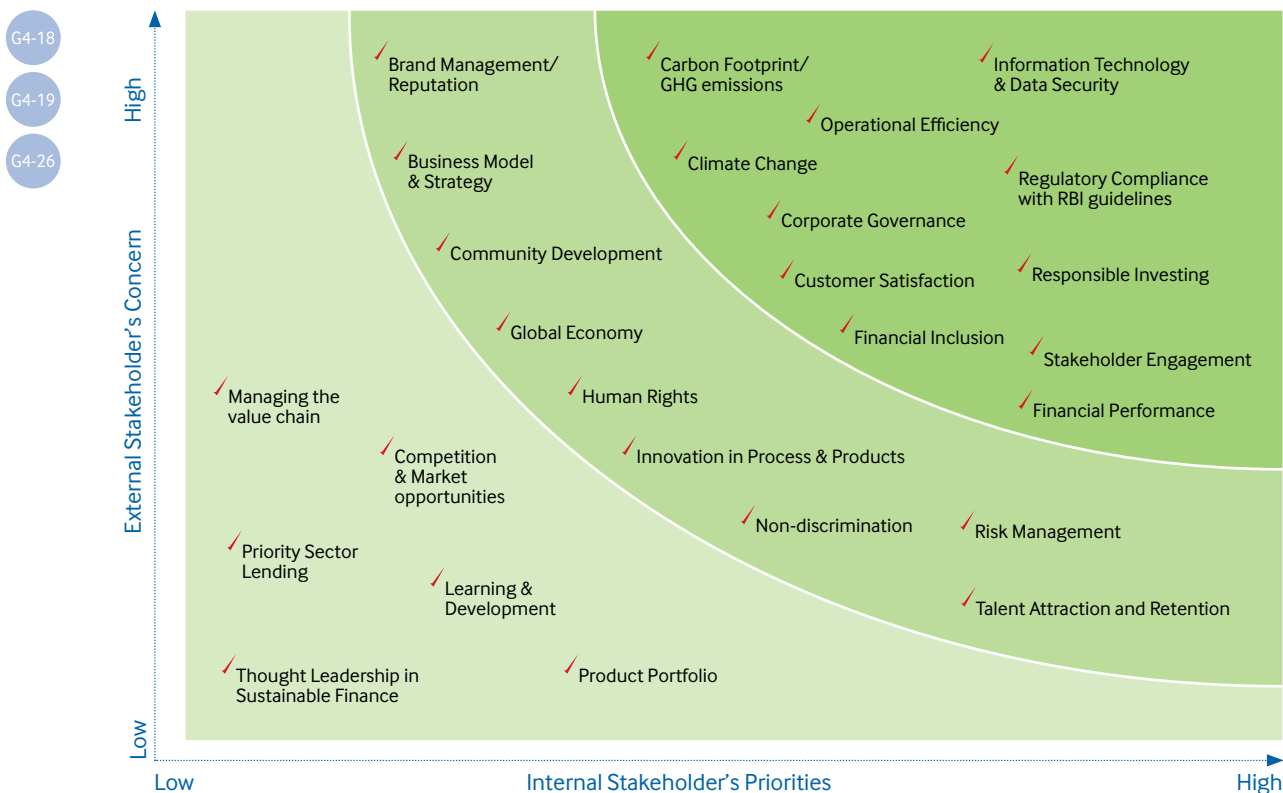 G4-18
G4-19
G4-26
High
External Stakeholder's Concern
Low
Brand Management/
Reputation
Carbon Footprint/
GHG emissions
Information Technology
& Data Security
Operational Efficiency
Business Model
& Strategy
Climate Change
Regulatory Compliance
with RBI guidelines
Corporate Governance
Community Development
Customer Satisfaction
Responsible Investing
Global Economy
Financial Inclusion
Stakeholder Engagement
Managing the
value chain
Human Rights
Financial Performance
Competition
& Market
opportunities
Innovation in Process & Products
Non-discrimination
Risk Management
Priority Sector
Lending
Learning &
Development
Talent Attraction and Retention
Thought Leadership in
Sustainable Finance
Product Portfolio
Low
Internal Stakeholder's Priorities
High